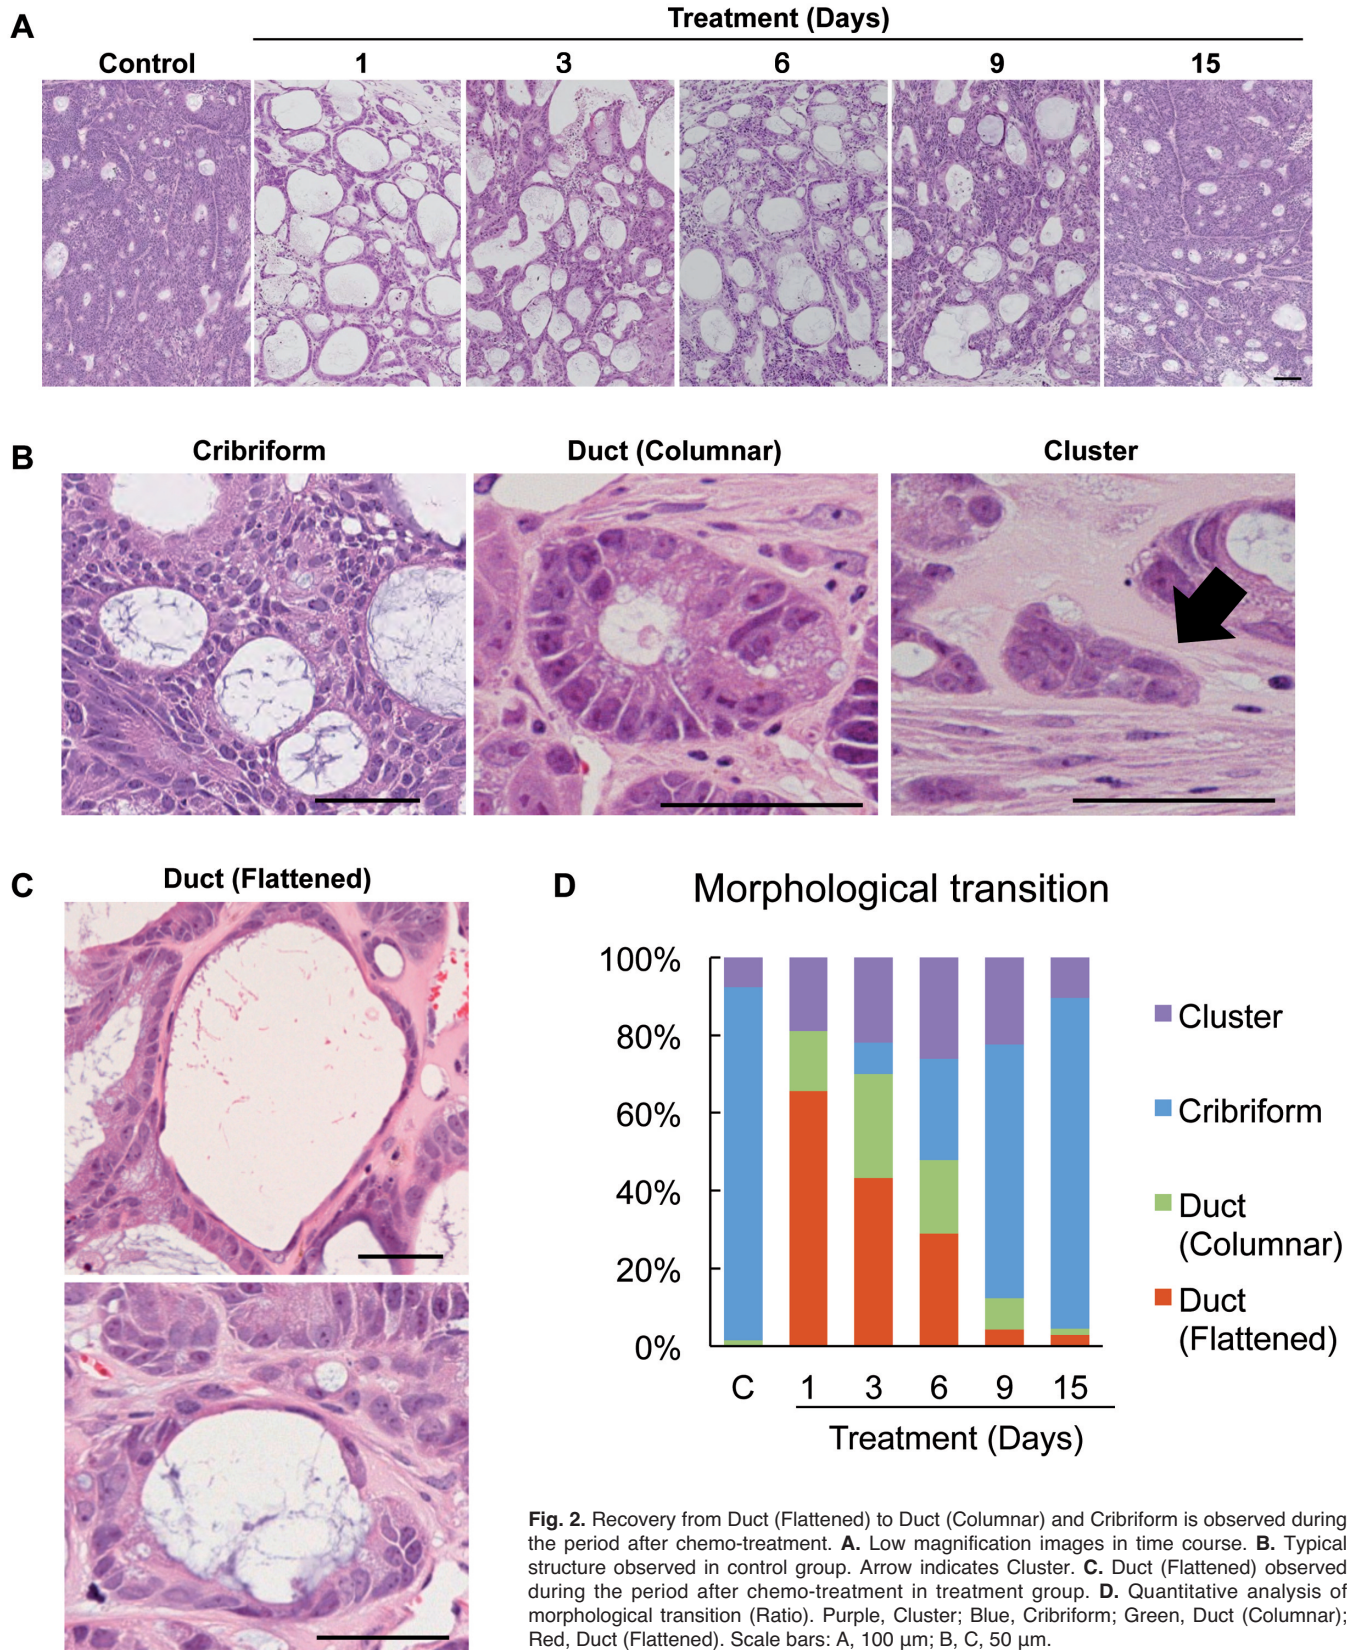 A
Treatment (Days)
Control 1 3 6 9 15
B
Cribriform Duct (Columnar) Cluster
C
Duct (Flattened)
D
Morphological transition
100%
80%
60%
40%
20%
0%
C 1 3 6 9 15
Treatment (Days)
Cluster
Cribriform
Duct
(Columnar)
Duct
(Flattened)
Fig. 2. Recovery from Duct (Flattened) to Duct (Columnar) and Cribriform is observed during
the period after chemo-treatment. A. Low magnification images in time course. B. Typical
structure observed in control group. Arrow indicates Cluster. C. Duct (Flattened) observed
during the period after chemo-treatment in treatment group. D. Quantitative analysis of
morphological transition (Ratio). Purple, Cluster; Blue, Cribriform; Green, Duct (Columnar);
Red, Duct (Flattened). Scale bars: A, 100 μm; B, C, 50 μm.